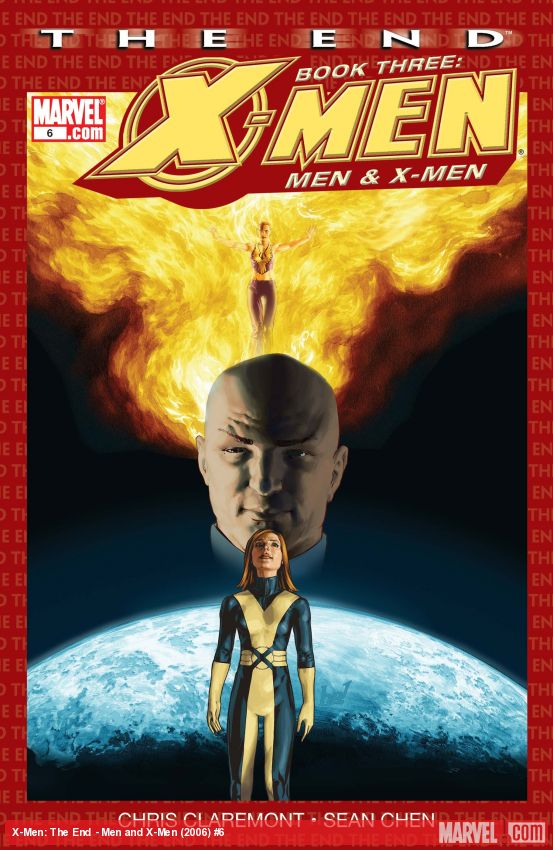 THE END™
BOOK THREE:
X-MEN
MEN & X-MEN
MARVEL
.com
6
CHRIS CLAREMONT • SEAN CHEN
X-Men: The End - Men and X-Men (2006) #6
MARVEL .com